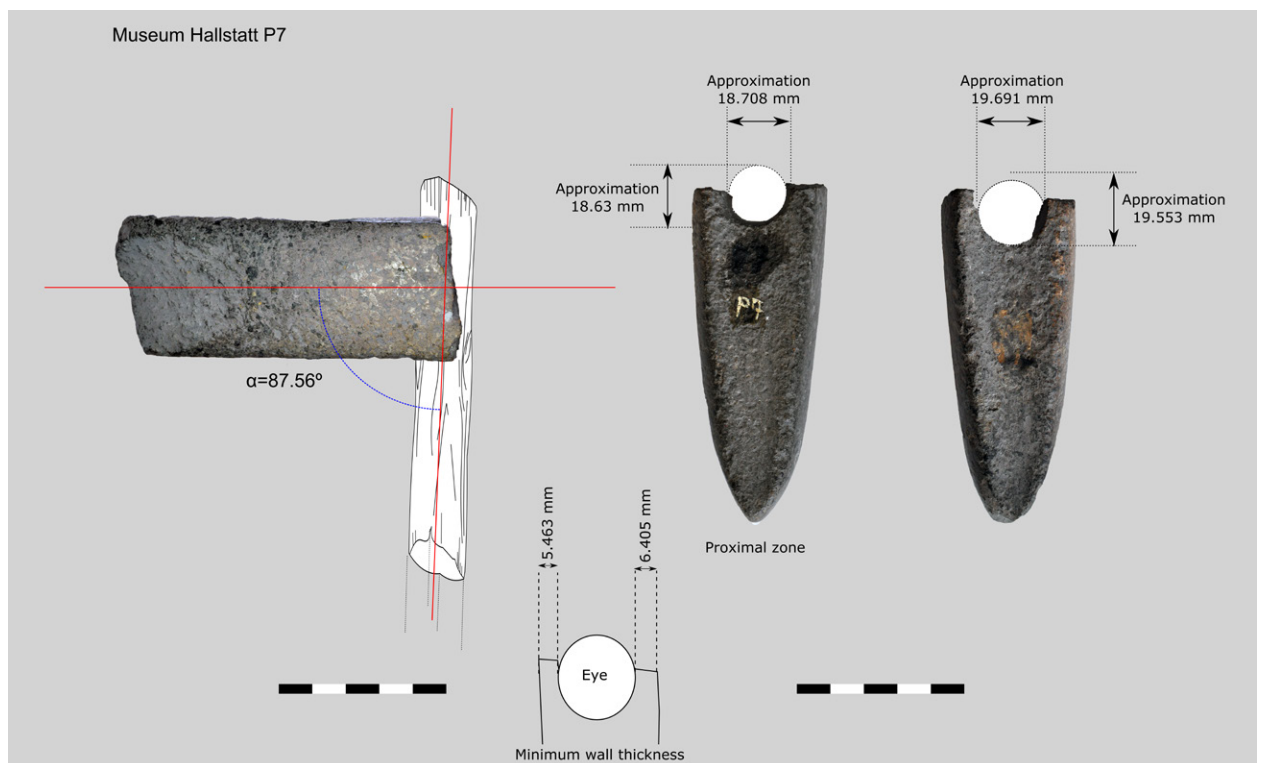 Museum Hallstatt P7
Approximation
18.708 mm
Approximation
19.691 mm
Approximation
18.63 mm
Approximation
19.553 mm
P7.
α=87.56º
Proximal zone
5.463 mm
6.405 mm
Eye
Minimum wall thickness